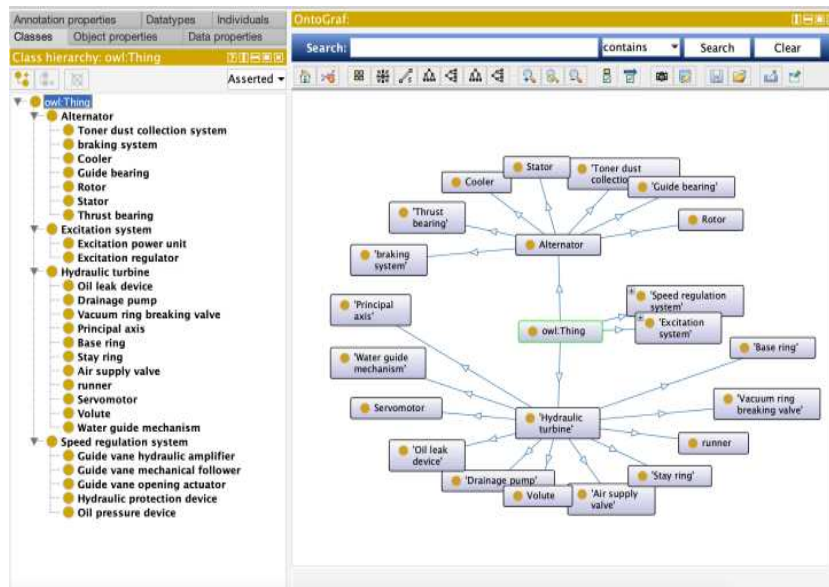 Annotation properties Datatypes Individuals
Classes Object properties Data properties
Class hierarchy: owl:Thing
Asserted
owl:Thing
Alternator
Toner dust collection system
braking system
Cooler
Guide bearing
Rotor
Stator
Thrust bearing
Excitation system
Excitation power unit
Excitation regulator
Hydraulic turbine
Oil leak device
Drainage pump
Vacuum ring breaking valve
Principal axis
Base ring
Stay ring
Air supply valve
runner
Servomotor
Volute
Water guide mechanism
Speed regulation system
Guide vane hydraulic amplifier
Guide vane mechanical follower
Guide vane opening actuator
Hydraulic protection device
Oil pressure device
OntoGraf:
Search: contains Search Clear
Stator
'Toner dust
collection
Cooler
'Guide bearing'
'Thrust
bearing'
Rotor
Alternator
'braking
system'
'Speed regulation
system'
'Principal
axis'
owl:Thing
'Excitation
system'
'Base ring'
'Water guide
mechanism'
Servomotor
'Vacuum ring
breaking valve'
'Hydraulic
turbine'
runner
'Oil leak
device'
'Stay ring'
'Drainage pump'
Volute
'Air supply
valve'